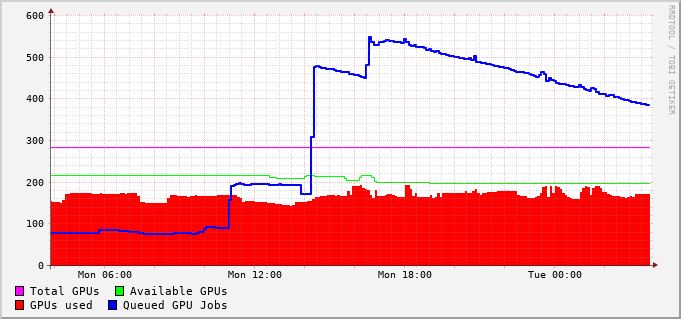 600
500
400
300
200
100
0
Mon 06:00 Mon 12:00 Mon 18:00 Tue 00:00
Total GPUs Available GPUs
GPUs used Queued GPU Jobs
RRDTOOL / TOBI OETIKER